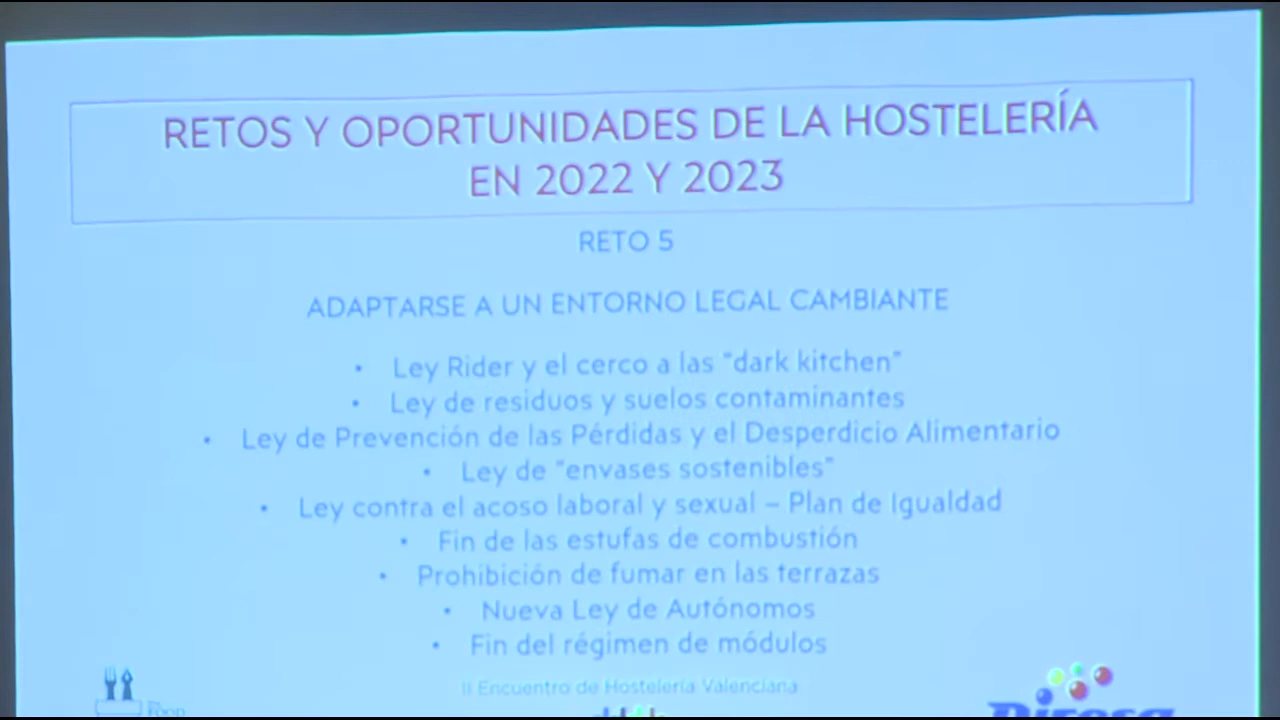 RETOS Y OPORTUNIDADES DE LA HOSTELERÍA
EN 2022 Y 2023
RETO 5
ADAPTARSE A UN ENTORNO LEGAL CAMBIANTE
• Ley Rider y el cerco a las "dark kitchen"
• Ley de residuos y suelos contaminantes
• Ley de Prevención de las Pérdidas y el Desperdicio Alimentario
• Ley de "envases sostenibles"
• Ley contra el acoso laboral y sexual – Plan de Igualdad
• Fin de las estufas de combustión
• Prohibición de fumar en las terrazas
• Nueva Ley de Autónomos
• Fin del régimen de módulos
II Encuentro de Hostelería Valenciana